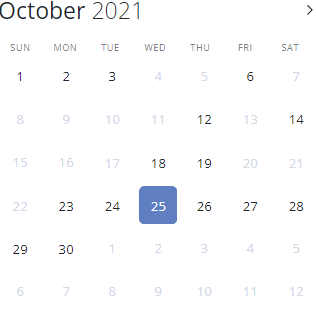 October 2021
SUN MON TUE WED THU FRI SAT
1 2 3 4 5 6 7
8 9 10 11 12 13 14
15 16 17 18 19 20 21
22 23 24 25 26 27 28
29 30 1 2 3 4 5
6 7 8 9 10 11 12